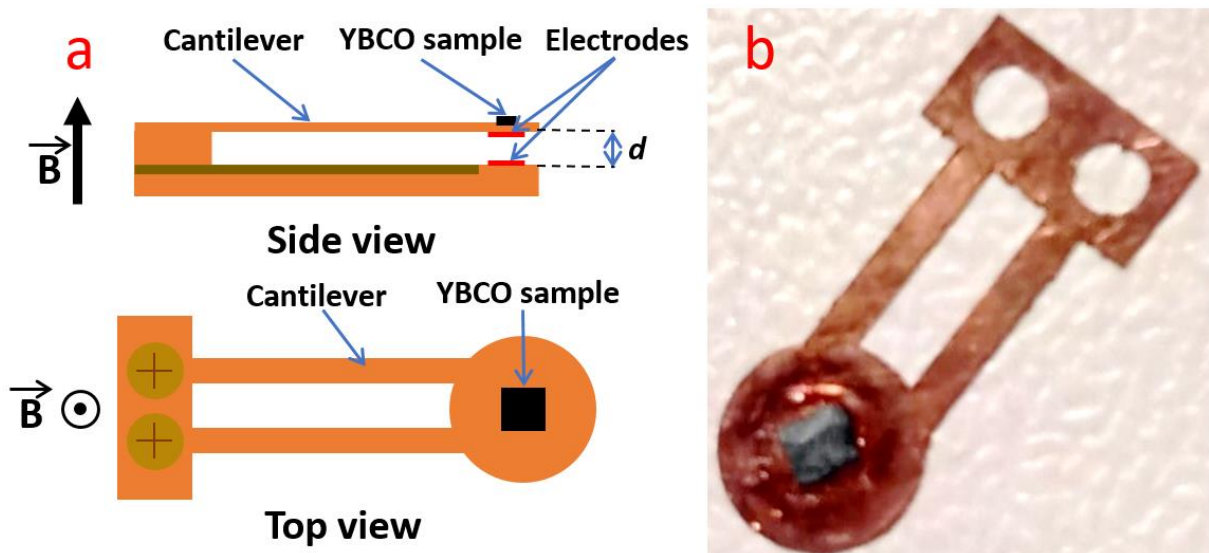 a
Cantilever
YBCO sample
Electrodes
B
d
Side view
Cantilever
YBCO sample
B
Top view
b